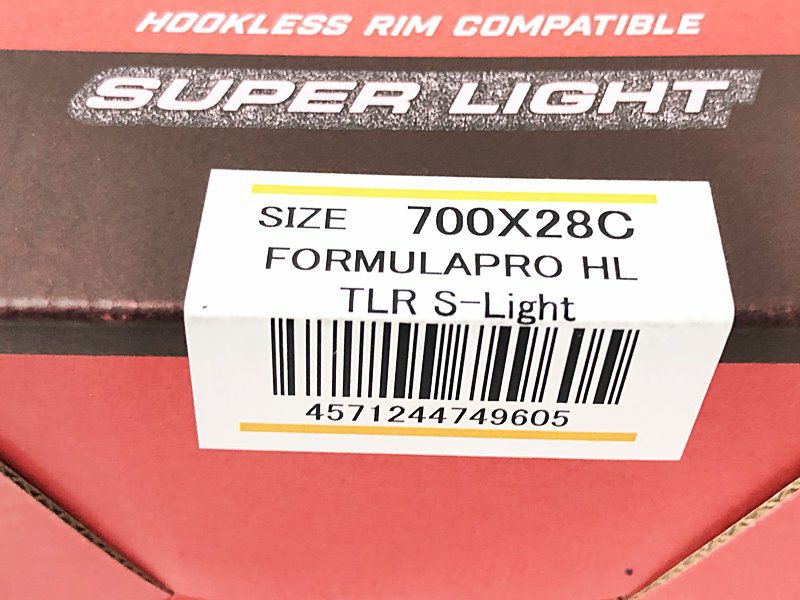 HOOKLESS RIM COMPATIBLE
SUPER LIGHT
SIZE 700X28C
FORMULAPRO HL
TLR S-Light
4571244749605